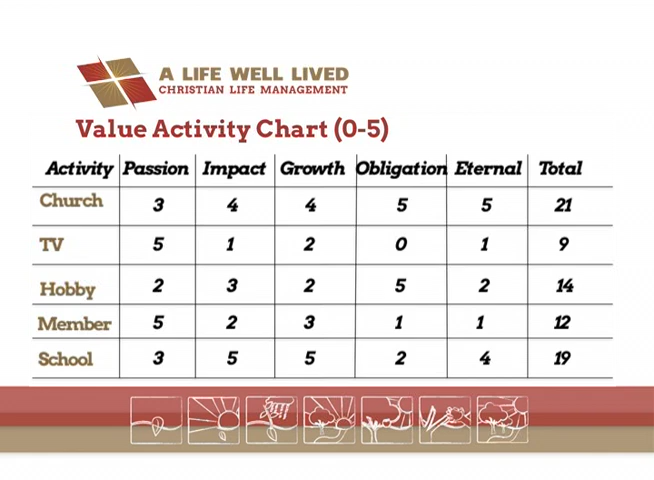 A LIFE WELL LIVED
CHRISTIAN LIFE MANAGEMENT
Value Activity Chart (0-5)
Activity Passion Impact Growth Obligation Eternal Total
Church 3 4 4 5 5 21
TV 5 1 2 0 1 9
Hobby 2 3 2 5 2 14
Member 5 2 3 1 1 12
School 3 5 5 2 4 19